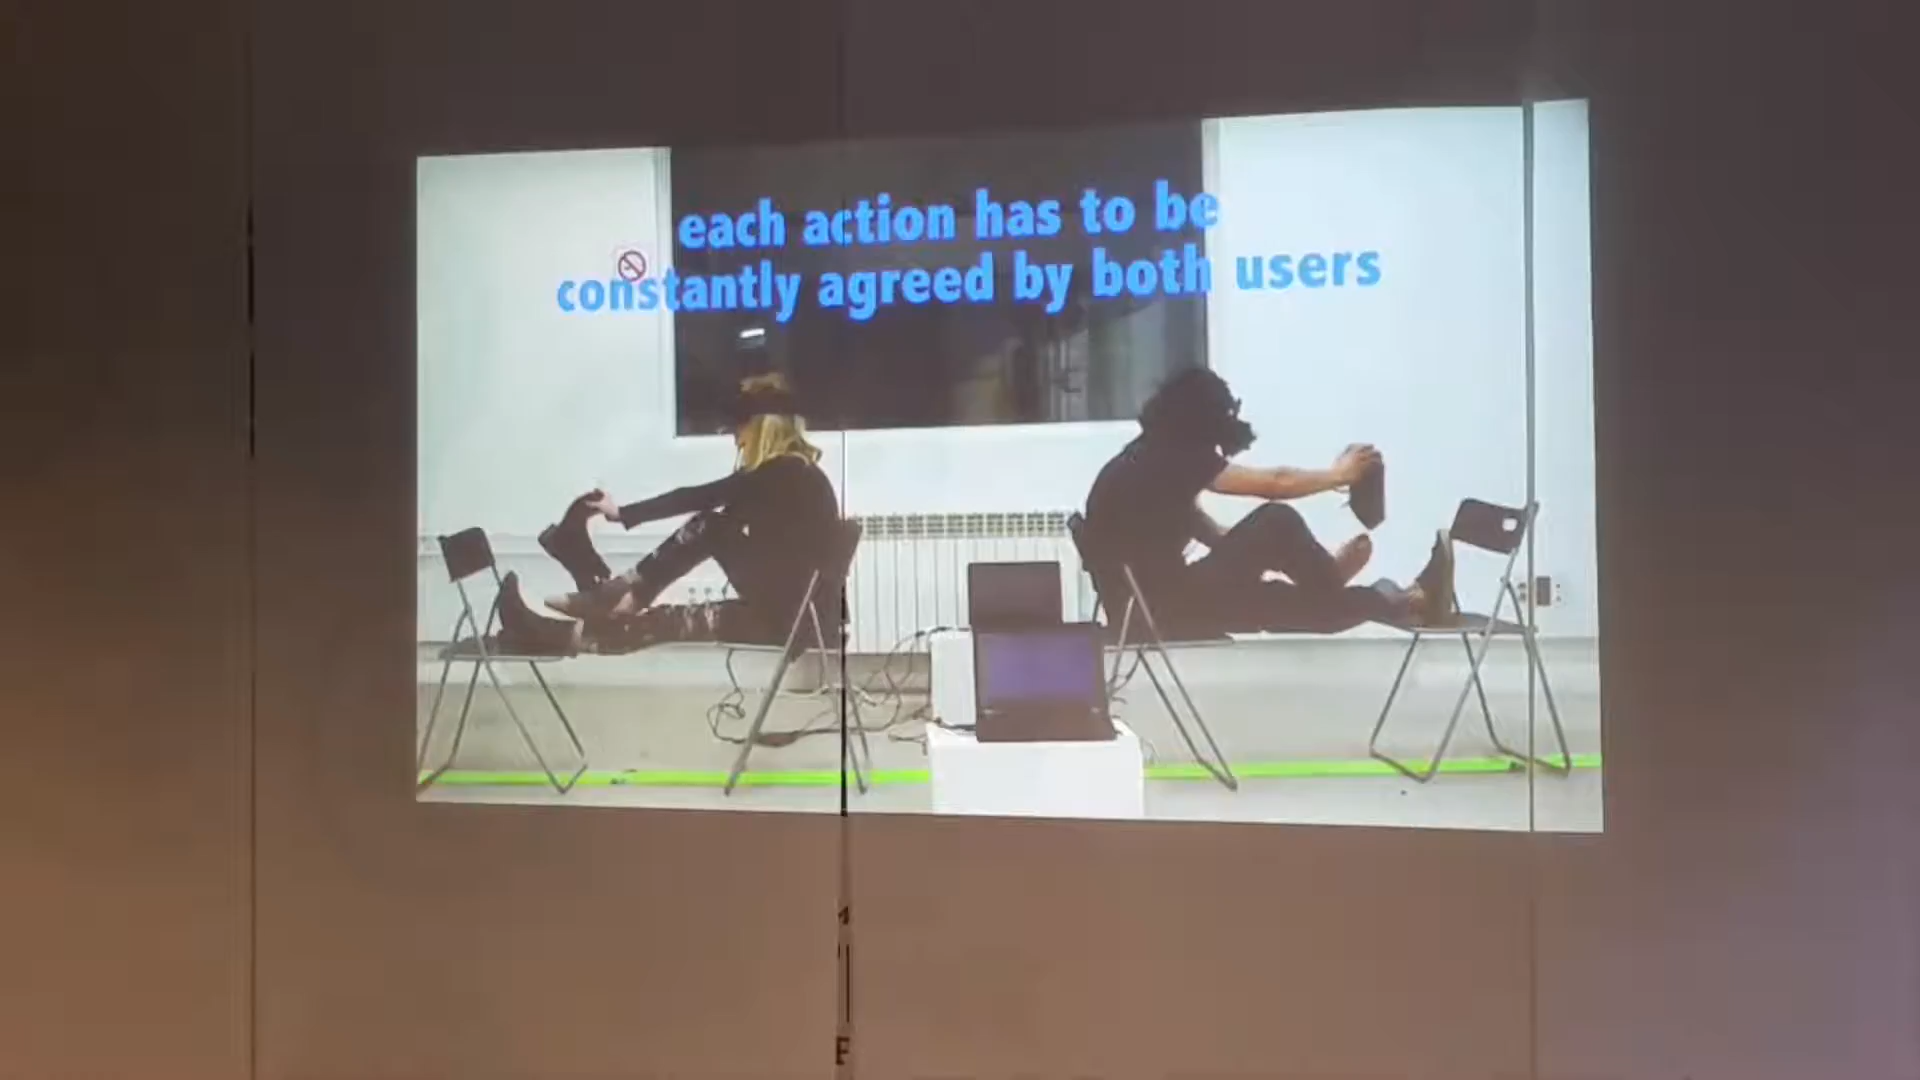 each action has to be
constantly agreed by both users